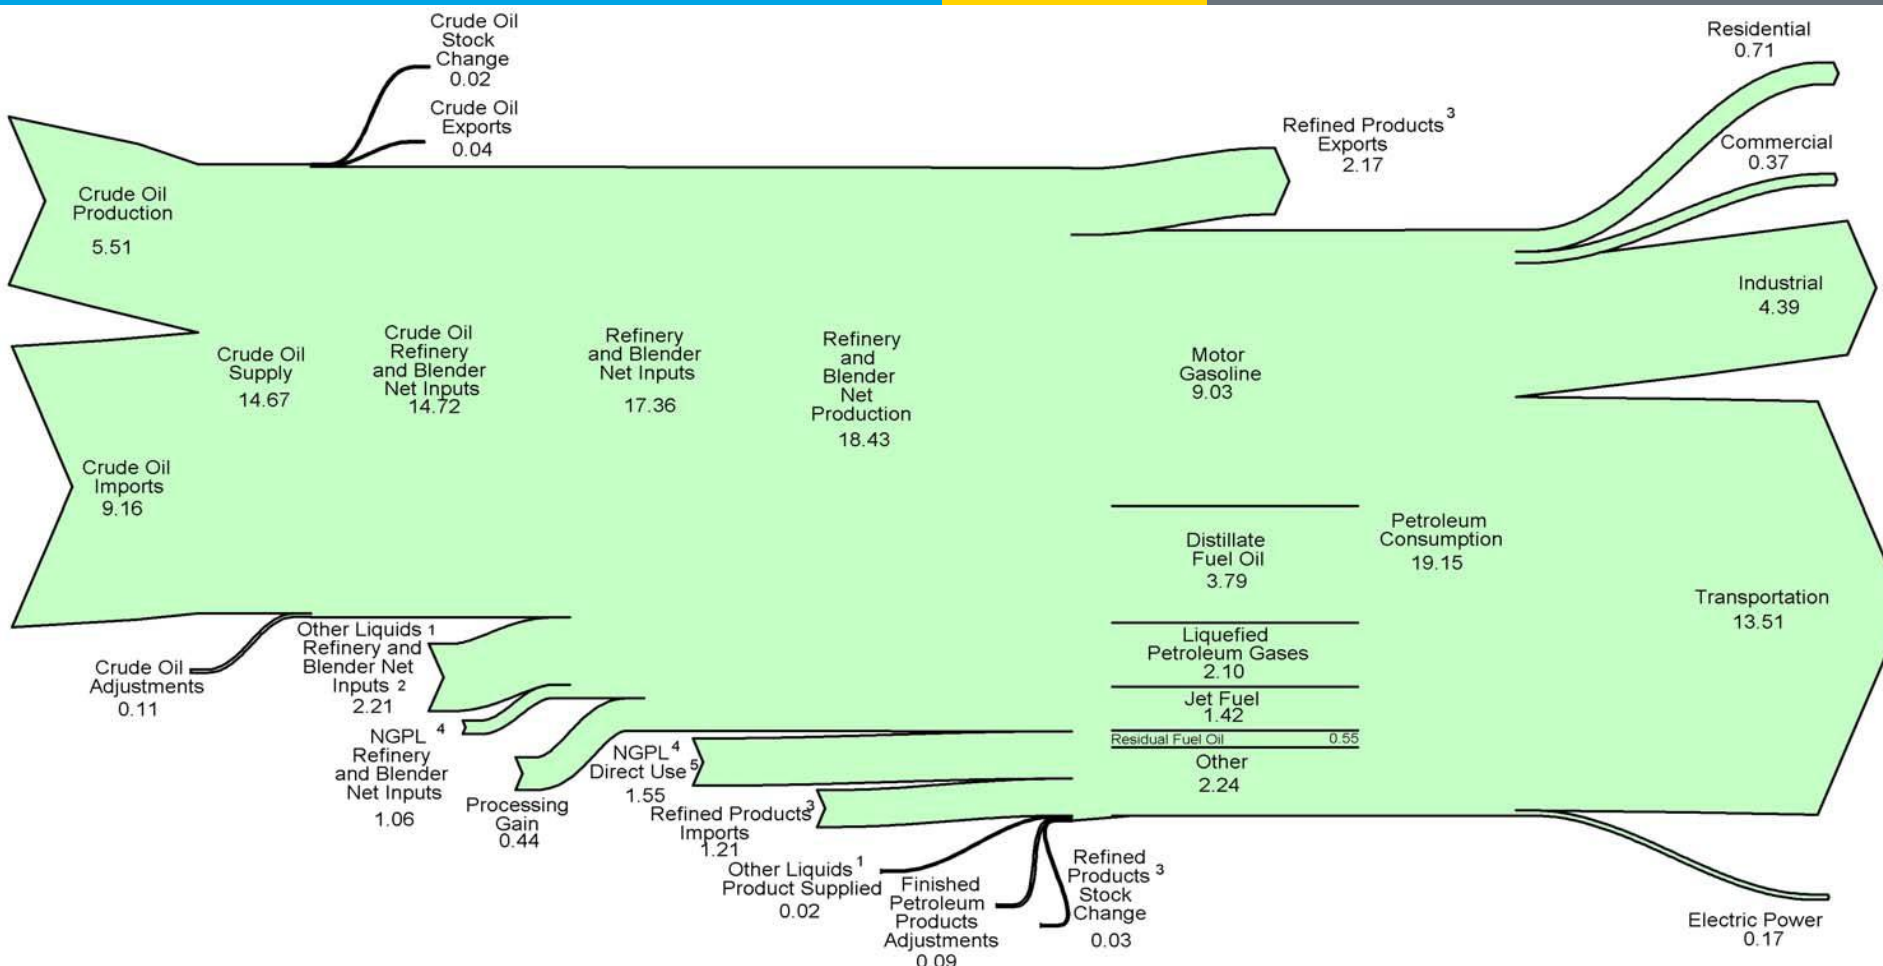 Crude Oil
Stock
Change
0.02
Crude Oil
Exports
0.04
Crude Oil
Production
5.51
Crude Oil
Imports
9.16
Crude Oil
Supply
14.67
Crude Oil
Adjustments
0.11
Crude Oil
Refinery
and Blender
Net Inputs
14.72
Other Liquids 1
Refinery and
Blender Net
Inputs 2
2.21
NGPL 4
Refinery
and Blender
Net Inputs
1.06
Refinery
and Blender
Net Inputs
17.36
Processing
Gain
0.44
Refinery
and
Blender
Net
Production
18.43
NGPL 4
Direct Use 5
1.55
Refined Products 3
Imports
1.21
Other Liquids 1
Product Supplied
0.02
Finished
Petroleum
Products
Adjustments
0.09
Refined
Products 3
Stock
Change
0.03
Refined Products 3
Exports
2.17
Motor
Gasoline
9.03
Distillate
Fuel Oil
3.79
Liquefied
Petroleum Gases
2.10
Jet Fuel
1.42
Residual Fuel Oil 0.55
Other
2.24
Petroleum
Consumption
19.15
Residential
0.71
Commercial
0.37
Industrial
4.39
Transportation
13.51
Electric Power
0.17